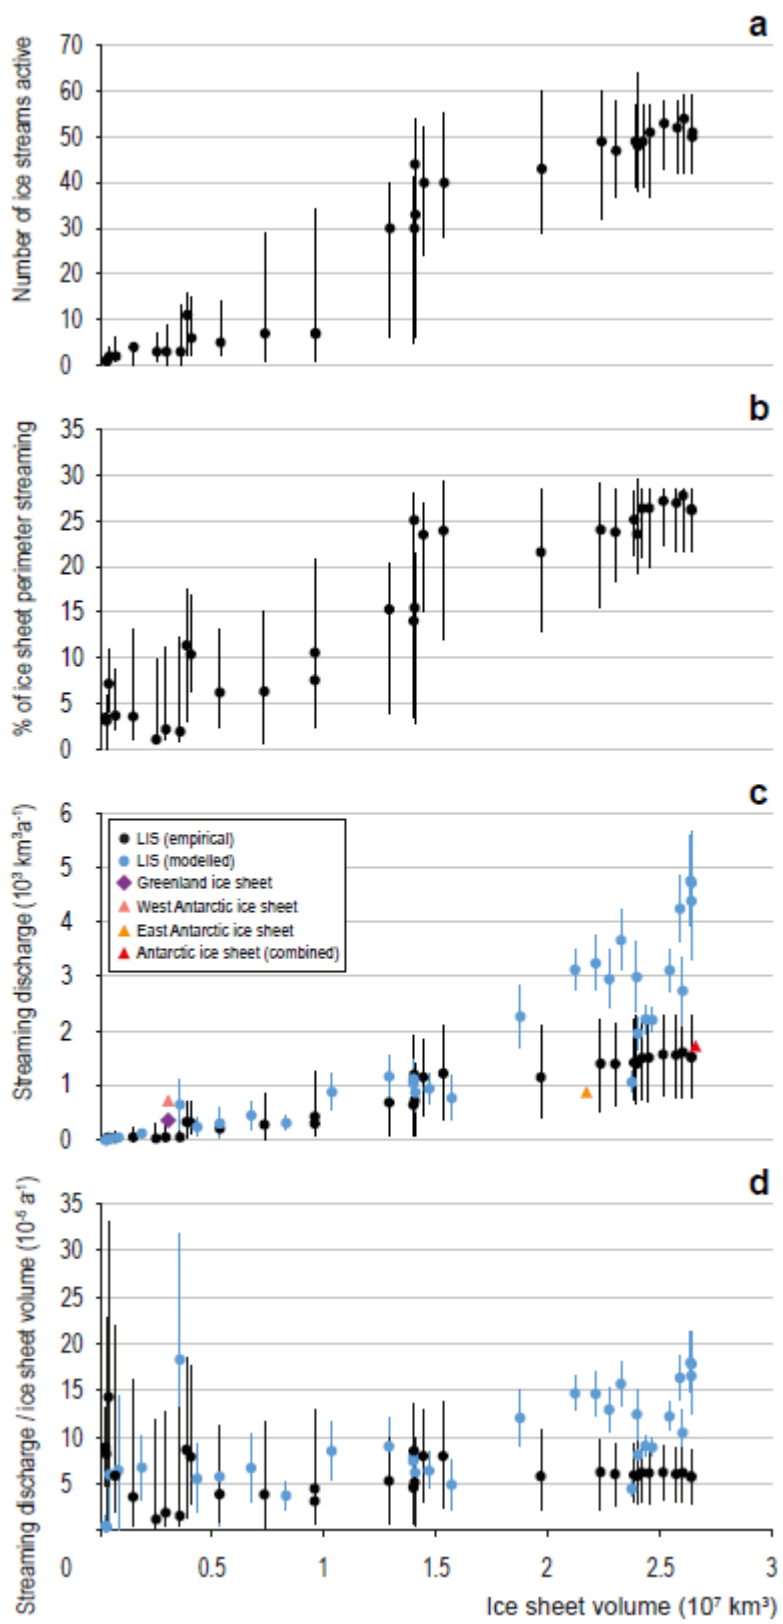 a
Number of ice streams active
70
60
50
40
30
20
10
0
b
% of ice sheet perimeter streaming
35
30
25
20
15
10
5
0
c
Streaming discharge (10³ km³a⁻¹)
6
5
4
3
2
1
0
LIS (empirical)
LIS (modelled)
Greenland ice sheet
West Antarctic ice sheet
East Antarctic ice sheet
Antarctic ice sheet (combined)
d
Streaming discharge / ice sheet volume (10⁻⁵ a⁻¹)
35
30
25
20
15
10
5
0 0.5 1 1.5 2 2.5 3
Ice sheet volume (10⁷ km³)